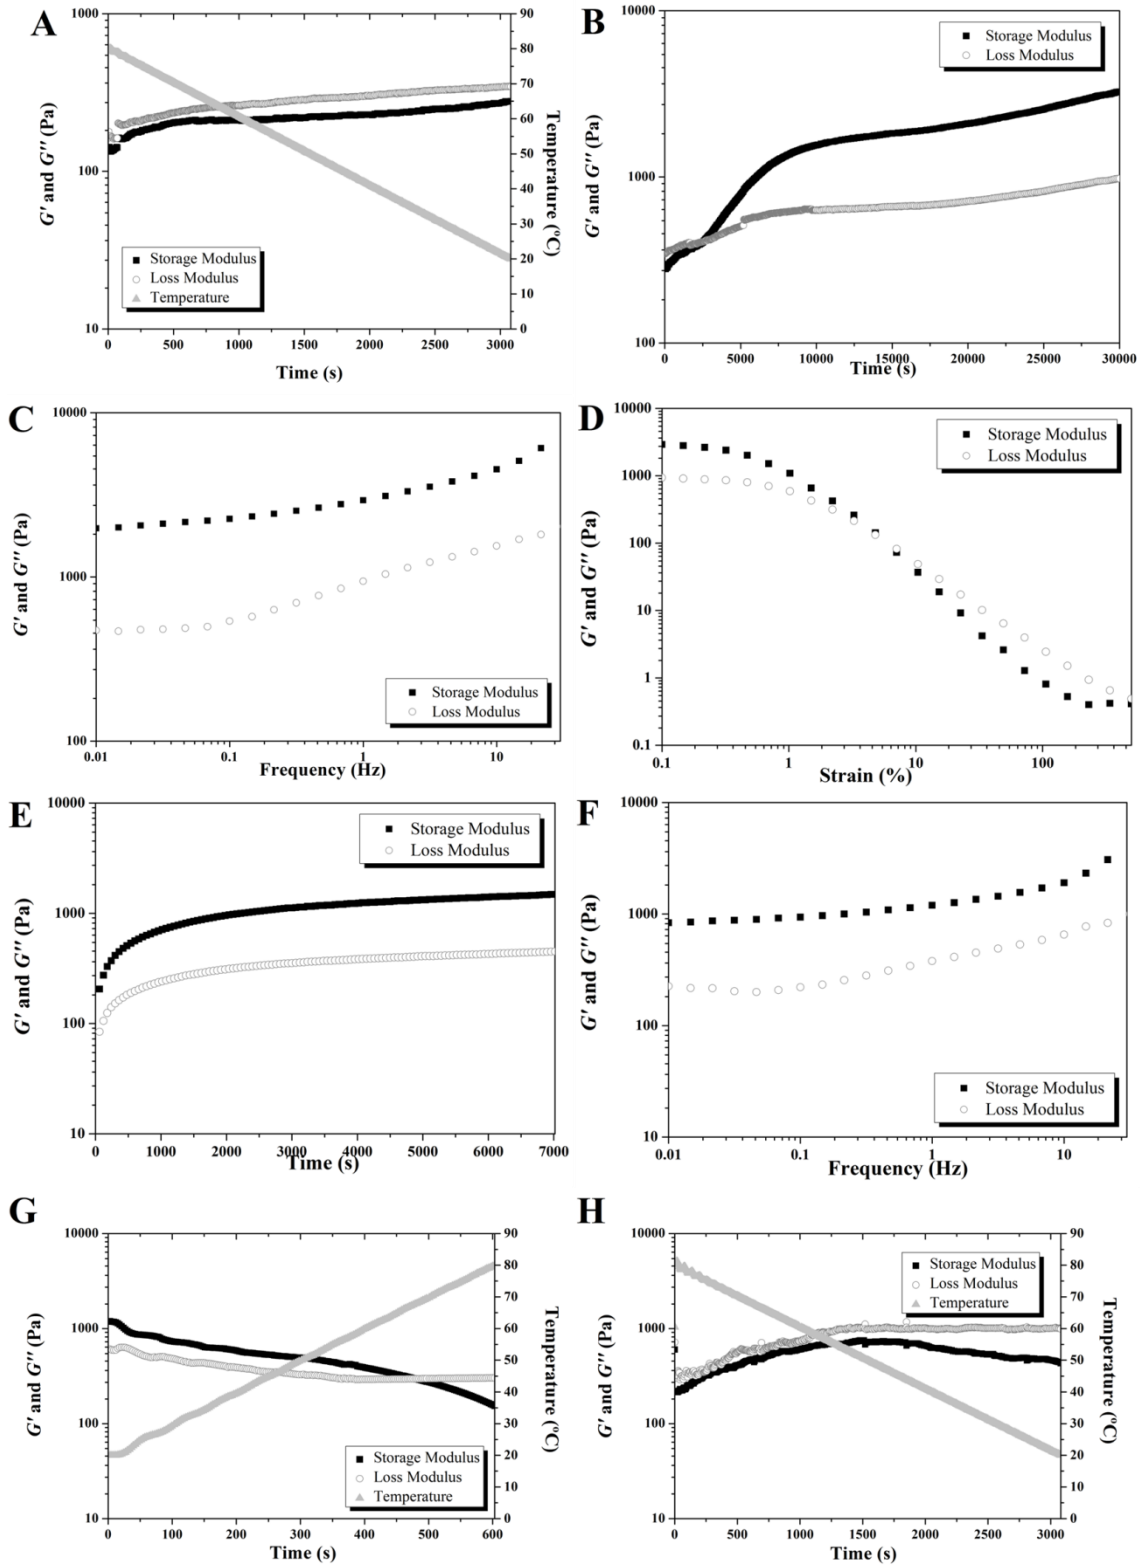 A
1000
100
10
G' and G'' (Pa)
90
80
70
60
50
40
30
20
10
0
Temperature (°C)
Storage Modulus
Loss Modulus
Temperature
0 500 1000 1500 2000 2500 3000
Time (s)
B
10000
1000
100
G' and G'' (Pa)
Storage Modulus
Loss Modulus
0 5000 10000 15000 20000 25000 30000
Time (s)
C
10000
1000
100
G' and G'' (Pa)
Storage Modulus
Loss Modulus
0.01 0.1 1 10
Frequency (Hz)
D
10000
1000
100
10
1
0.1
G' and G'' (Pa)
Storage Modulus
Loss Modulus
0.1 1 10 100
Strain (%)
E
10000
1000
100
10
G' and G'' (Pa)
Storage Modulus
Loss Modulus
0 1000 2000 3000 4000 5000 6000 7000
Time (s)
F
10000
1000
100
10
G' and G'' (Pa)
Storage Modulus
Loss Modulus
0.01 0.1 1 10
Frequency (Hz)
G
10000
1000
100
10
G' and G'' (Pa)
90
80
70
60
50
40
30
20
10
0
Temperature (°C)
Storage Modulus
Loss Modulus
Temperature
0 100 200 300 400 500 600
Time (s)
H
10000
1000
100
10
G' and G'' (Pa)
90
80
70
60
50
40
30
20
10
0
Temperature (°C)
Storage Modulus
Loss Modulus
Temperature
0 500 1000 1500 2000 2500 3000
Time (s)